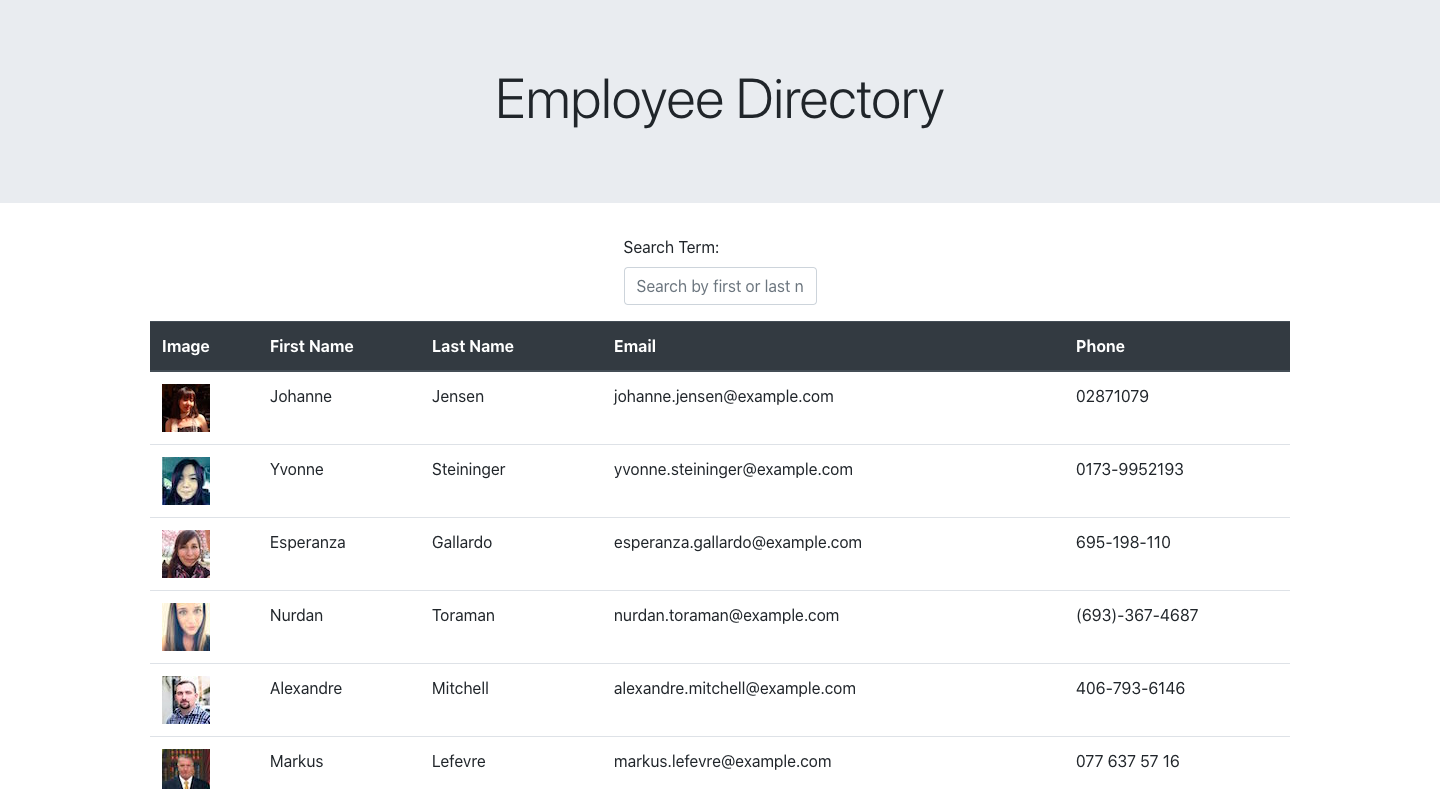 Employee Directory
Search Term:
Search by first or last n
Image First Name Last Name Email Phone
Johanne Jensen johanne.jensen@example.com 02871079
Yvonne Steininger yvonne.steininger@example.com 0173-9952193
Esperanza Gallardo esperanza.gallardo@example.com 695-198-110
Nurdan Toraman nurdan.toraman@example.com (693)-367-4687
Alexandre Mitchell alexandre.mitchell@example.com 406-793-6146
Markus Lefevre markus.lefevre@example.com 077 637 57 16